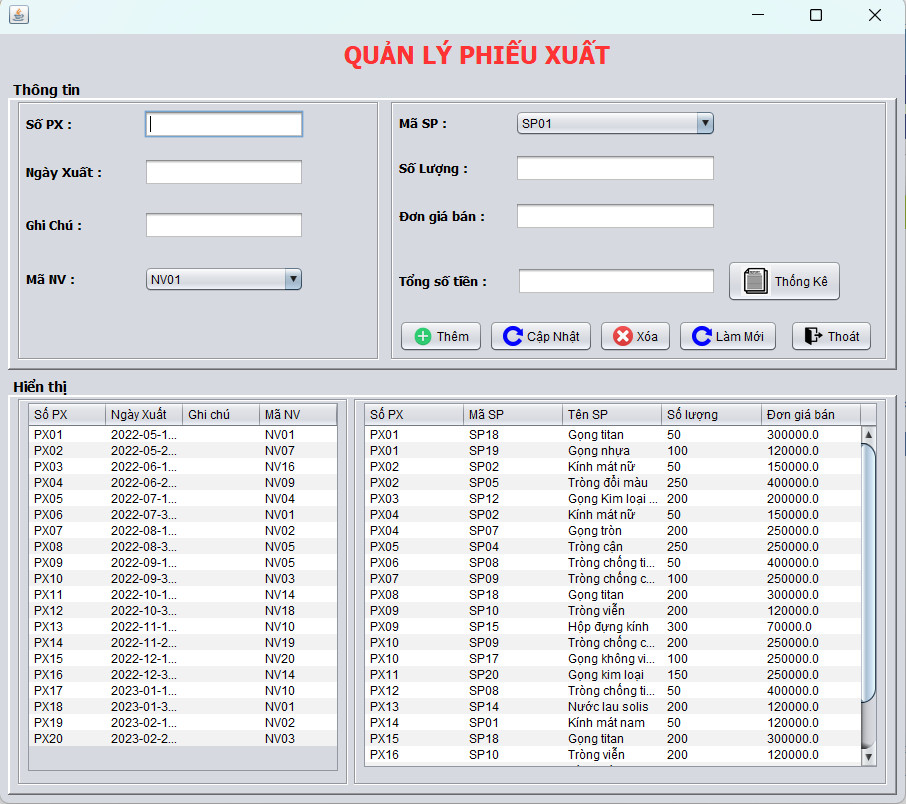 QUẢN LÝ PHIẾU XUẤT
Thông tin
Số PX :
Ngày Xuất :
Ghi Chú :
Mã NV :
NV01
Mã SP :
SP01
Số Lượng :
Đơn giá bán :
Tổng số tiền :
Thống Kê
Thêm
Cập Nhật
Xóa
Làm Mới
Thoát
Hiển thị
Số PX Ngày Xuất Ghi chú Mã NV
PX01 2022-05-1... NV01
PX02 2022-05-2... NV07
PX03 2022-06-1... NV16
PX04 2022-06-2... NV09
PX05 2022-07-1... NV04
PX06 2022-07-3... NV01
PX07 2022-08-1... NV02
PX08 2022-08-3... NV05
PX09 2022-09-1... NV05
PX10 2022-09-3... NV03
PX11 2022-10-1... NV14
PX12 2022-10-3... NV18
PX13 2022-11-1... NV10
PX14 2022-11-2... NV19
PX15 2022-12-1... NV20
PX16 2022-12-3... NV14
PX17 2023-01-1... NV10
PX18 2023-01-3... NV01
PX19 2023-02-1... NV02
PX20 2023-02-2... NV03
Số PX Mã SP Tên SP Số lượng Đơn giá bán
PX01 SP18 Gọng titan 50 300000.0
PX01 SP19 Gọng nhựa 100 120000.0
PX02 SP02 Kính mát nữ 50 150000.0
PX02 SP05 Tròng đổi màu 250 400000.0
PX03 SP12 Gọng Kim loại ... 200 200000.0
PX04 SP02 Kính mát nữ 50 150000.0
PX04 SP07 Gọng tròn 200 250000.0
PX05 SP04 Tròng cận 250 250000.0
PX06 SP08 Tròng chống ti... 50 400000.0
PX07 SP09 Tròng chống c... 100 250000.0
PX08 SP18 Gọng titan 200 300000.0
PX09 SP10 Tròng viễn 200 120000.0
PX09 SP15 Hộp đựng kính 300 70000.0
PX10 SP09 Tròng chống c... 200 250000.0
PX10 SP17 Gọng không vi... 100 250000.0
PX11 SP20 Gọng kim loại 150 250000.0
PX12 SP08 Tròng chống ti... 50 400000.0
PX13 SP14 Nước lau solis 200 120000.0
PX14 SP01 Kính mát nam 50 120000.0
PX15 SP18 Gọng titan 200 300000.0
PX16 SP10 Tròng viễn 200 120000.0